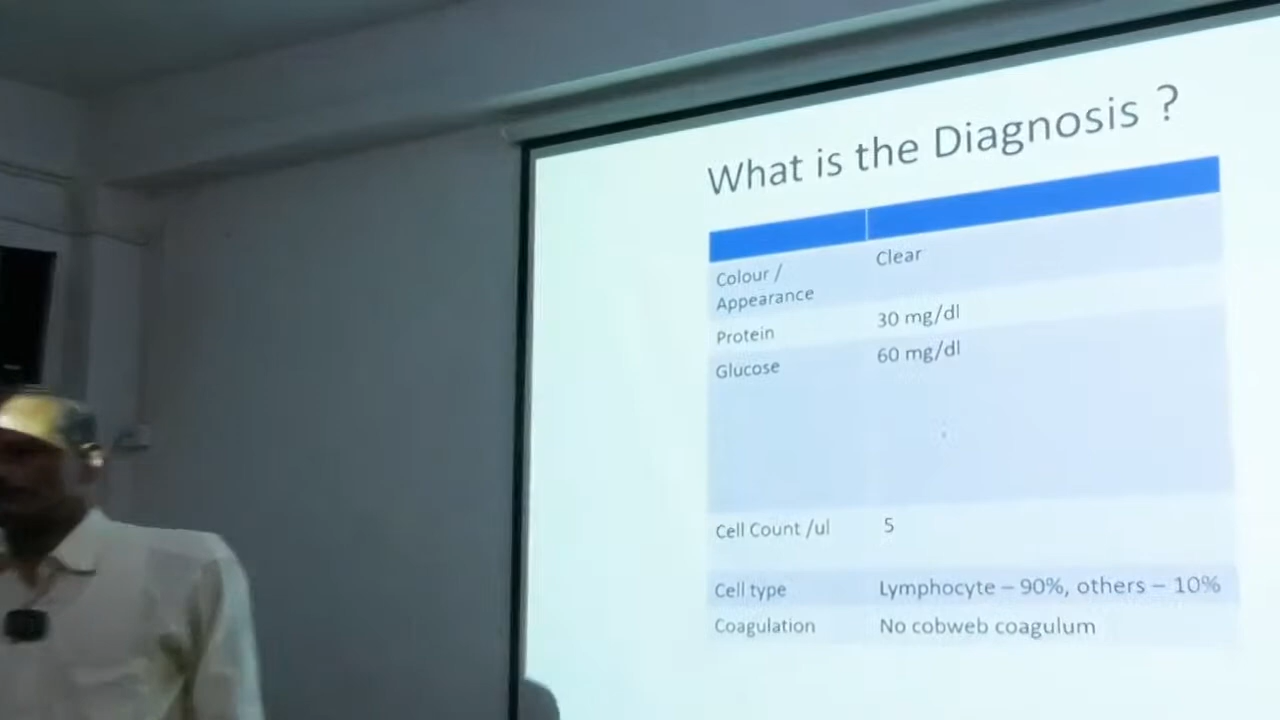 What is the Diagnosis ?
Colour /
Appearance
Clear
Protein
30 mg/dl
Glucose
60 mg/dl
Cell Count /ul
5
Cell type
Lymphocyte – 90%, others – 10%
Coagulation
No cobweb coagulum